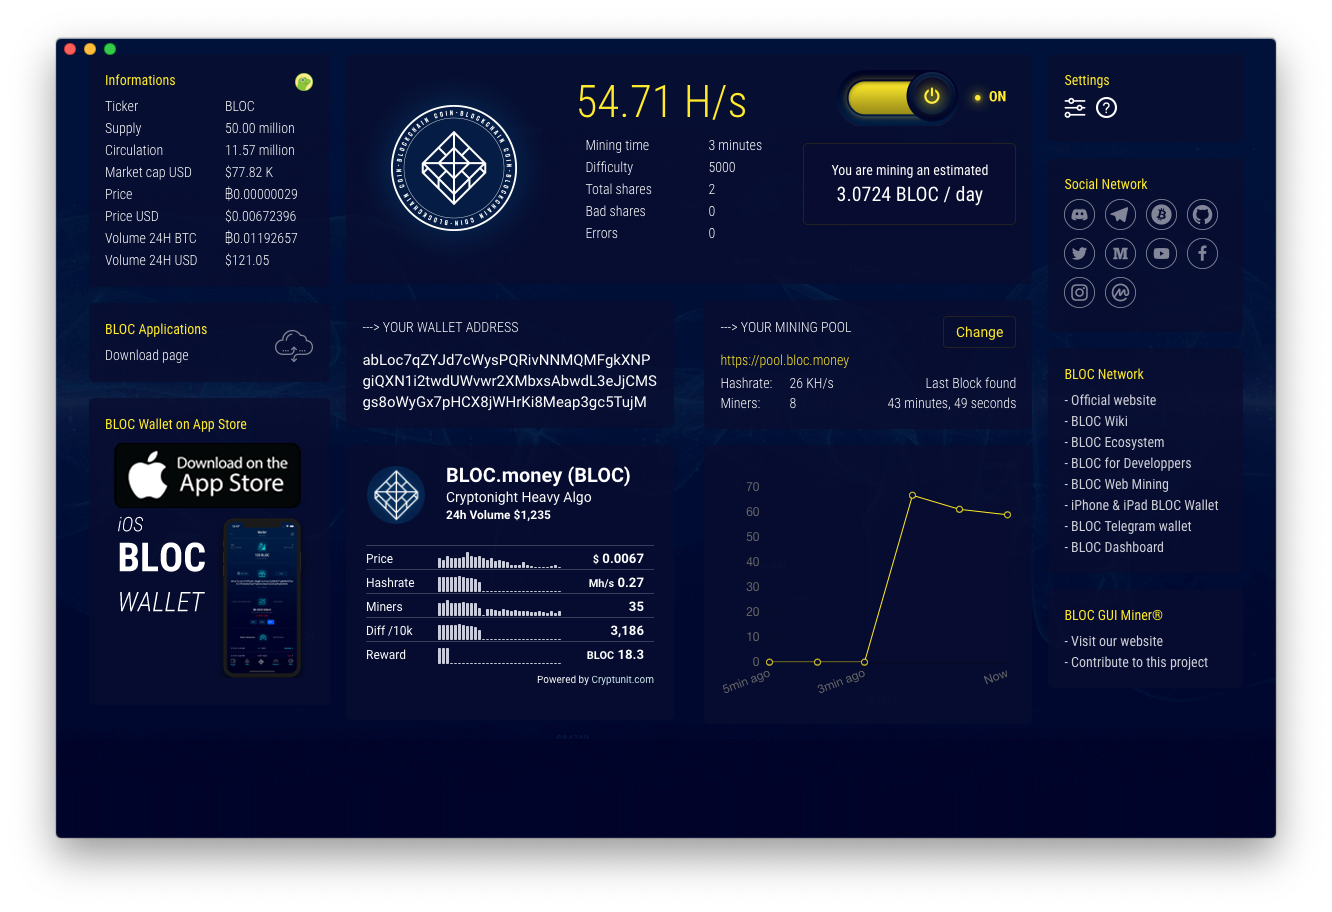 Informations
Ticker BLOC
Supply 50.00 million
Circulation 11.57 million
Market cap USD $77.82 K
Price ฿0.00000029
Price USD $0.00672396
Volume 24H BTC ฿0.01192657
Volume 24H USD $121.05
BLOC Applications
Download page
BLOC Wallet on App Store
Download on the
App Store
iOS
BLOC
WALLET
BLOCKCHAIN COIN·BLOCKCHAIN COIN·BLOCKCHAIN COIN·
54.71 H/s
Mining time 3 minutes
Difficulty 5000
Total shares 2
Bad shares 0
Errors 0
ON
You are mining an estimated
3.0724 BLOC / day
---> YOUR WALLET ADDRESS
abLoc7qZYJd7cWysPQRivNNMQMFgkXNP
giQXN1i2twdUWvwr2XMbxsAbwdL3eJjCMS
gs8oWyGx7pHCX8jWHrKi8Meap3gc5TujM
---> YOUR MINING POOL
Change
https://pool.bloc.money
Hashrate: 26 KH/s Last Block found
Miners: 8 43 minutes, 49 seconds
BLOC.money (BLOC)
Cryptonight Heavy Algo
24h Volume $1,235
Price $ 0.0067
Hashrate Mh/s 0.27
Miners 35
Diff /10k 3,186
Reward BLOC 18.3
Powered by Cryptunit.com
70
60
50
40
30
20
10
0
5min ago 3min ago Now
Settings
Social Network
BLOC Network
- Official website
- BLOC Wiki
- BLOC Ecosystem
- BLOC for Developpers
- BLOC Web Mining
- iPhone & iPad BLOC Wallet
- BLOC Telegram wallet
- BLOC Dashboard
BLOC GUI Miner®
- Visit our website
- Contribute to this project